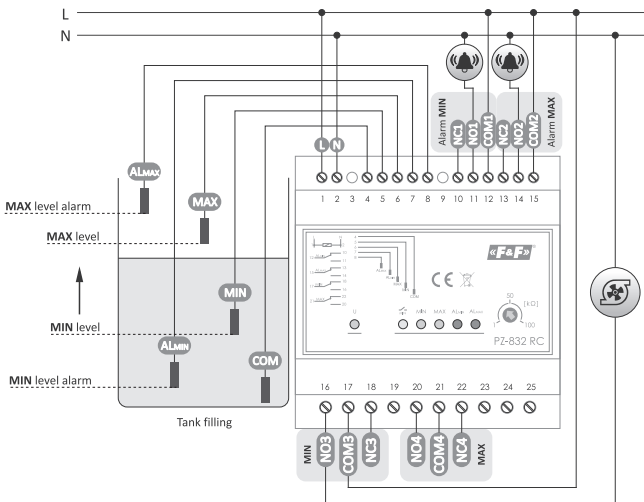 L
N
Alarm MIN
NC1
NO1
COM1
NC2
NO2
COM2
Alarm MAX
L N
1 2 3 4 5 6 7 8 9 10 11 12 13 14 15
ALMAX
MAX
MAX level alarm
MAX level
MIN
MIN level
ALMIN
COM
MIN level alarm
Tank filling
«F&F»®
CE
U
MIN
MAX
ALMIN
ALMAX
50
[kΩ]
1
100
PZ-832 RC
16 17 18 19 20 21 22 23 24 25
MIN
NO3
COM3
NC3
NO4
COM4
NC4
MAX